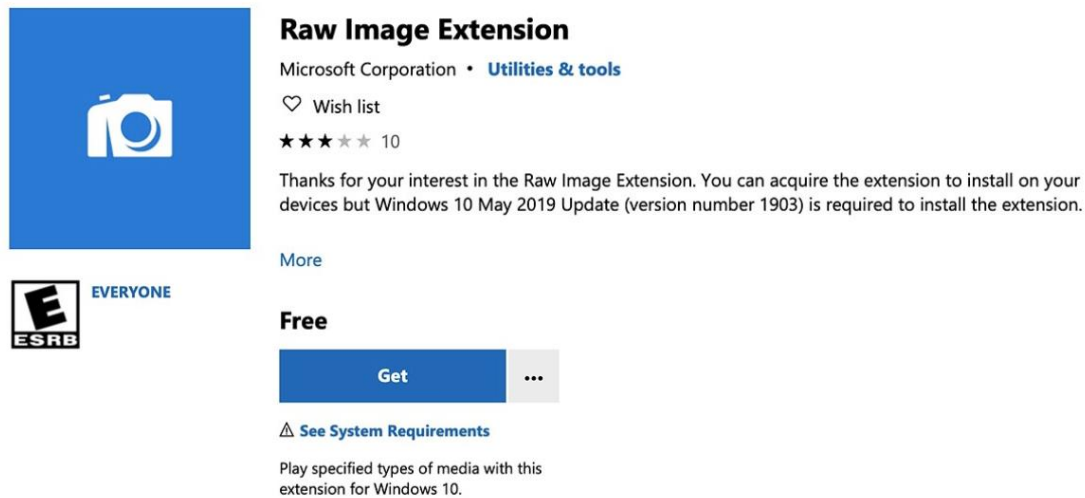 Raw Image Extension
Microsoft Corporation • Utilities & tools
Wish list
10
Thanks for your interest in the Raw Image Extension. You can acquire the extension to install on your
devices but Windows 10 May 2019 Update (version number 1903) is required to install the extension.
More
E
ESRB
EVERYONE
Free
Get
...
See System Requirements
Play specified types of media with this
extension for Windows 10.